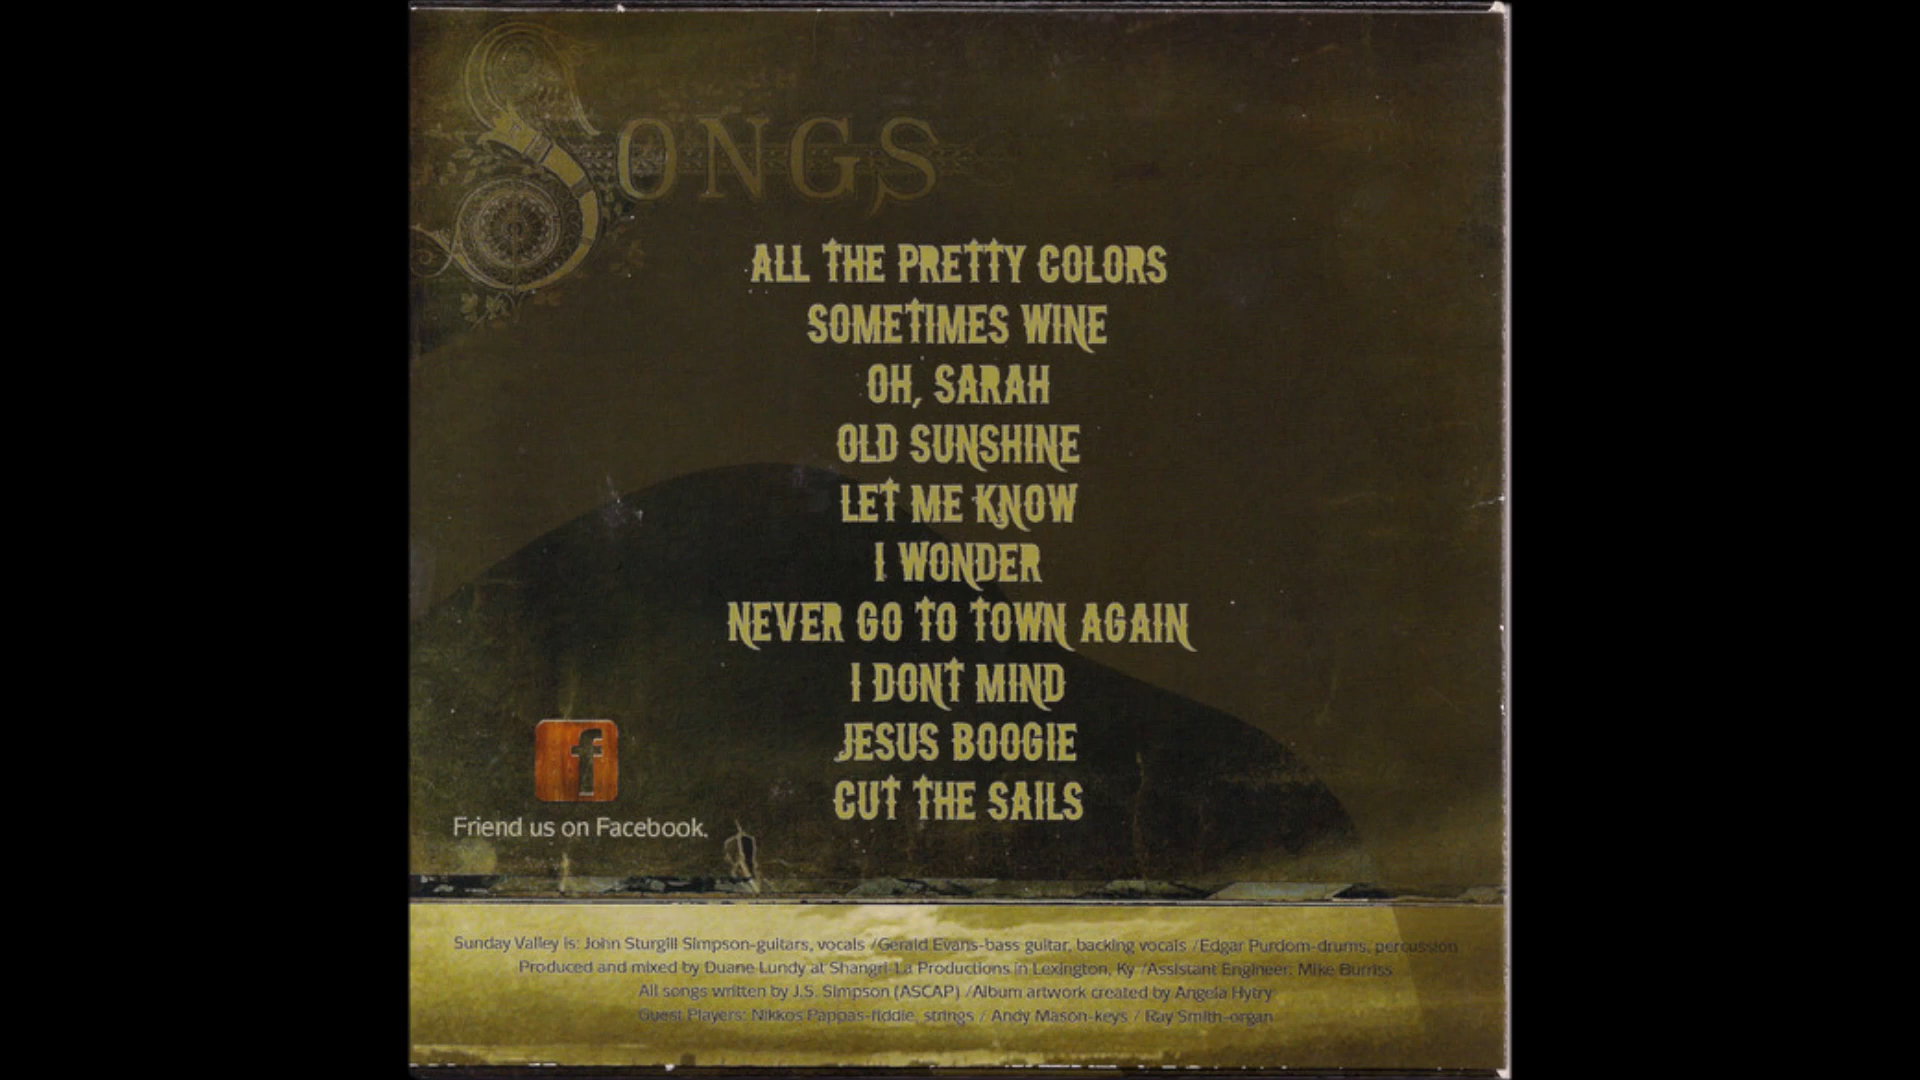 SONGS
ALL THE PRETTY COLORS
SOMETIMES WINE
OH, SARAH
OLD SUNSHINE
LET ME KNOW
I WONDER
NEVER GO TO TOWN AGAIN
I DONT MIND
JESUS BOOGIE
CUT THE SAILS
f
Friend us on Facebook.
Sunday Valley is: John Sturgill Simpson-guitars, vocals /Gerald Evans-bass guitar, backing vocals /Edgar Purdom-drums, percussion
Produced and mixed by Duane Lundy at Shangri-La Productions in Lexington, Ky /Assistant Engineer: Mike Burriss
All songs written by J.S. Simpson (ASCAP) /Album artwork created by Angela Hytry
Guest Players: Nikkos Pappas-fiddle, strings / Andy Mason-keys / Ray Smith-organ